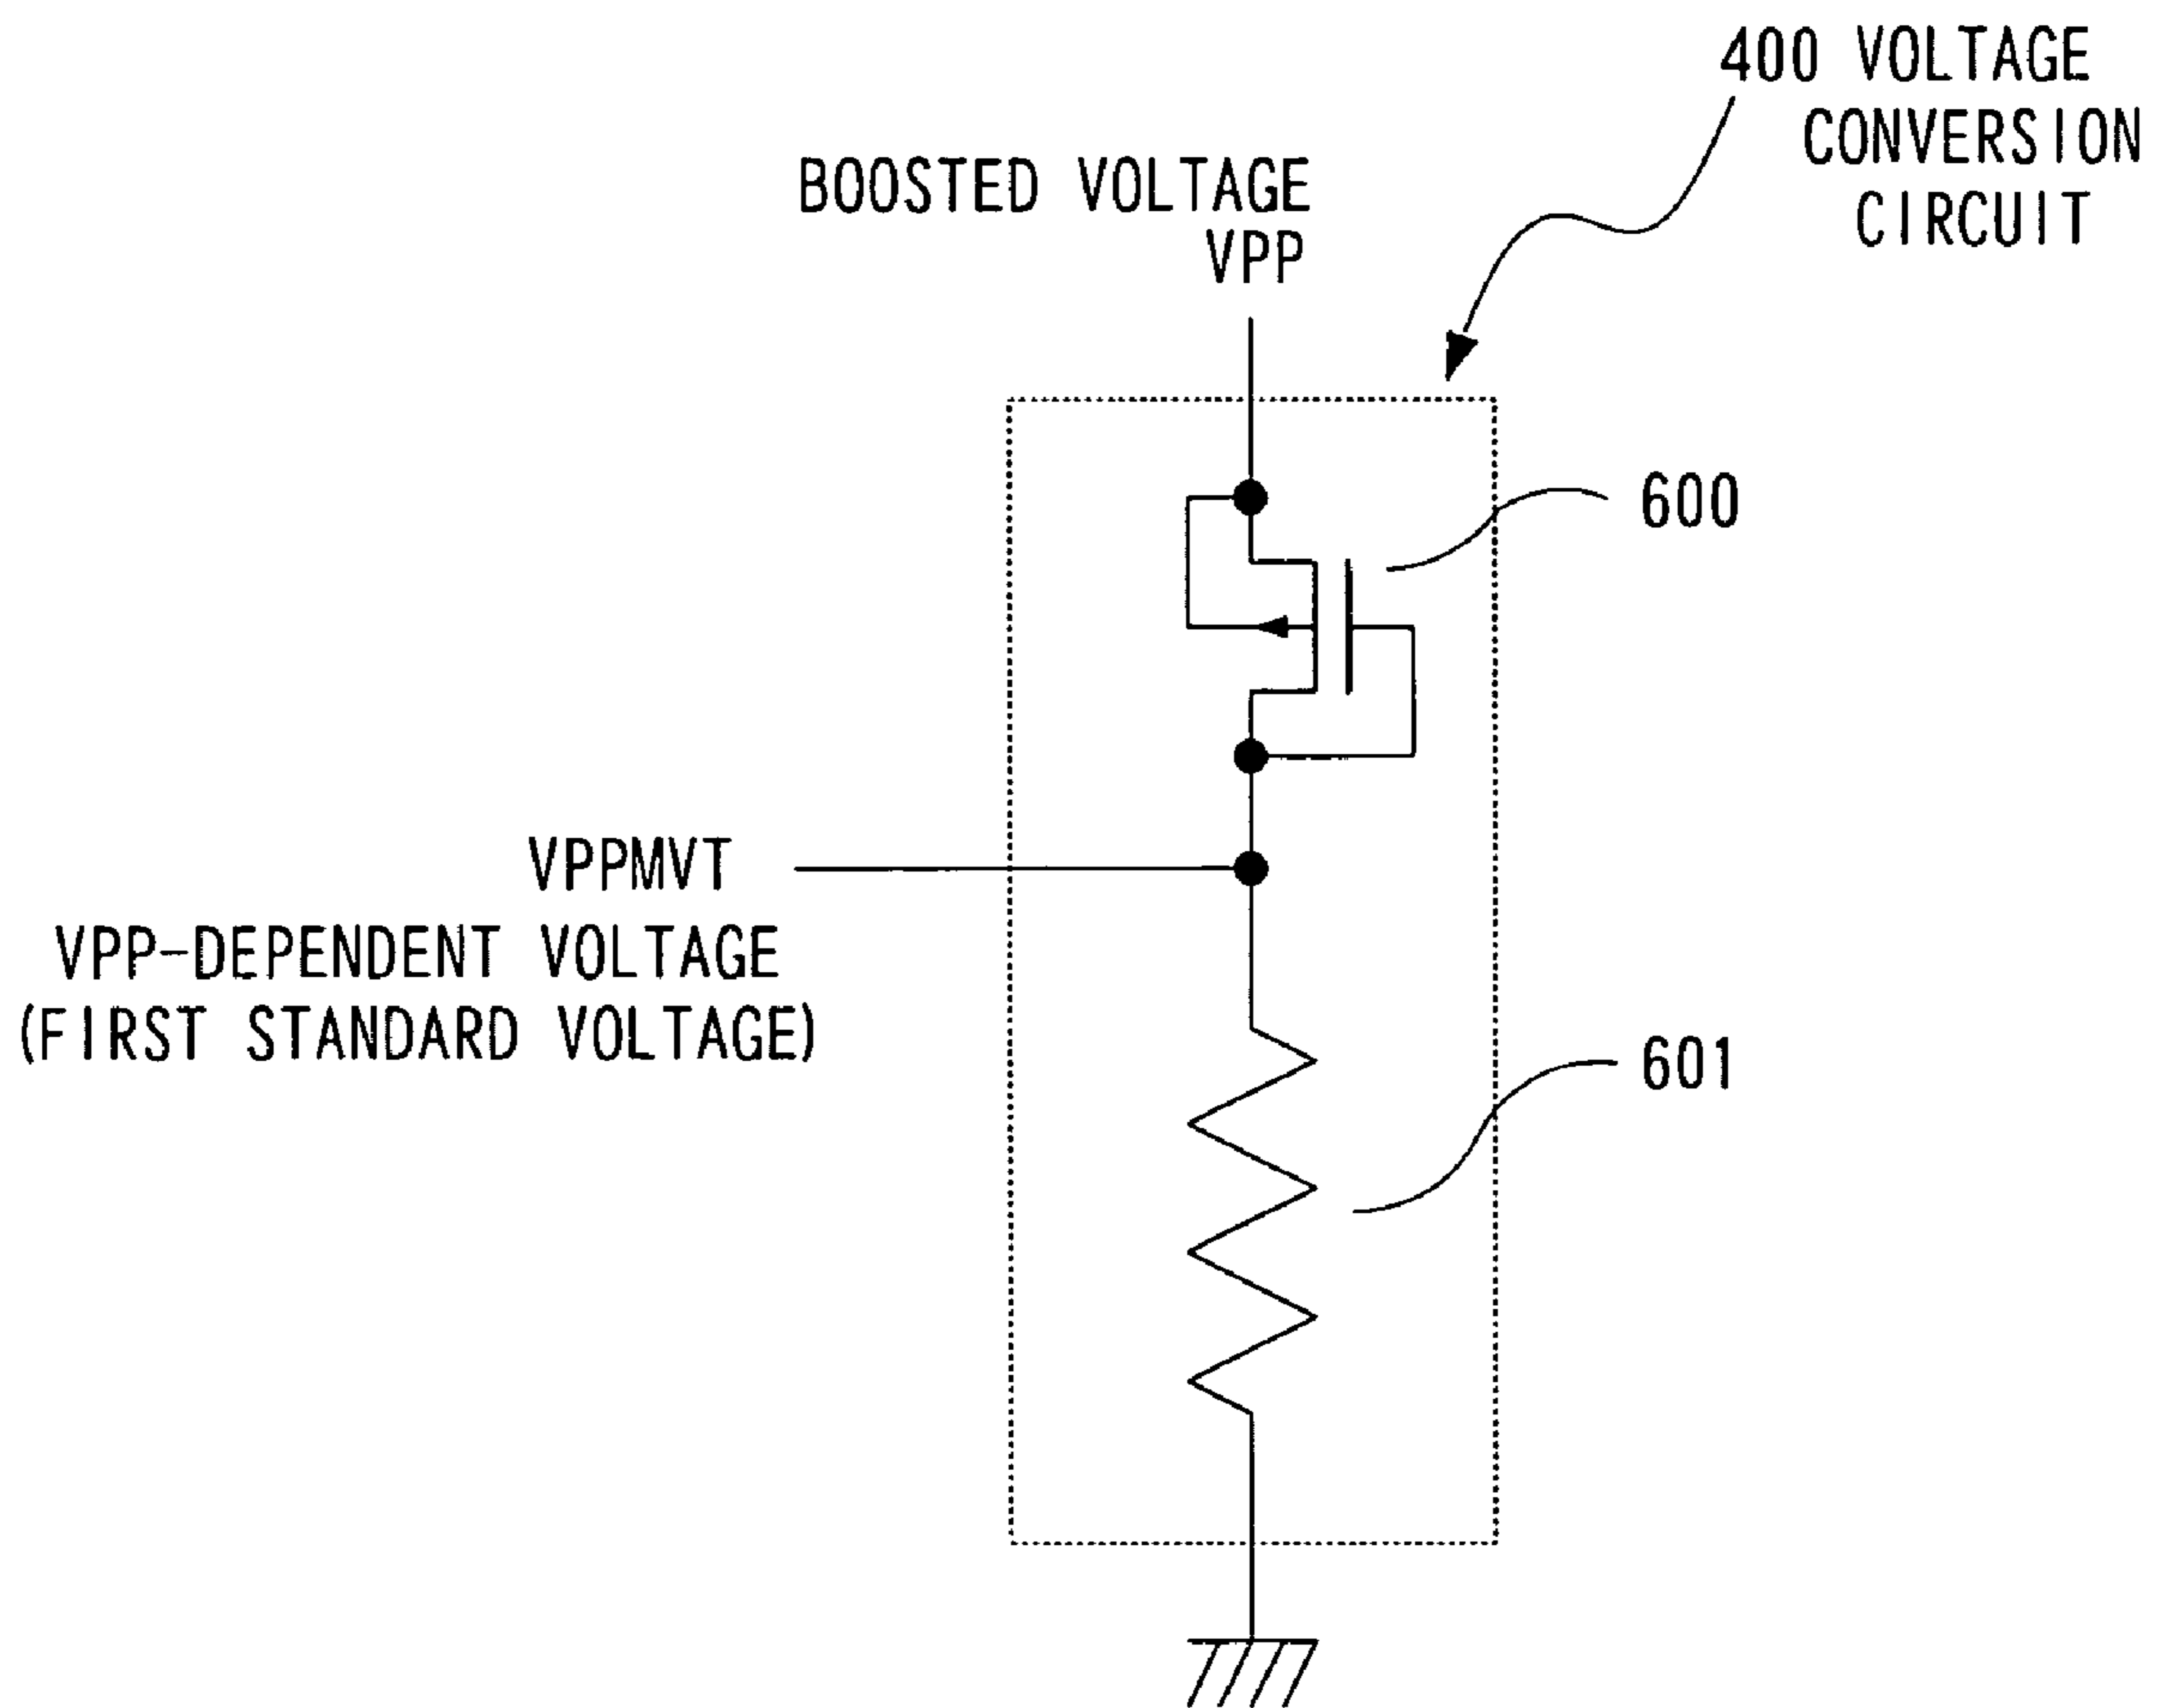 400 VOLTAGE
CONVERSION
CIRCUIT
BOOSTED VOLTAGE
VPP
600
VPPMVT
VPP-DEPENDENT VOLTAGE
(FIRST STANDARD VOLTAGE)
601